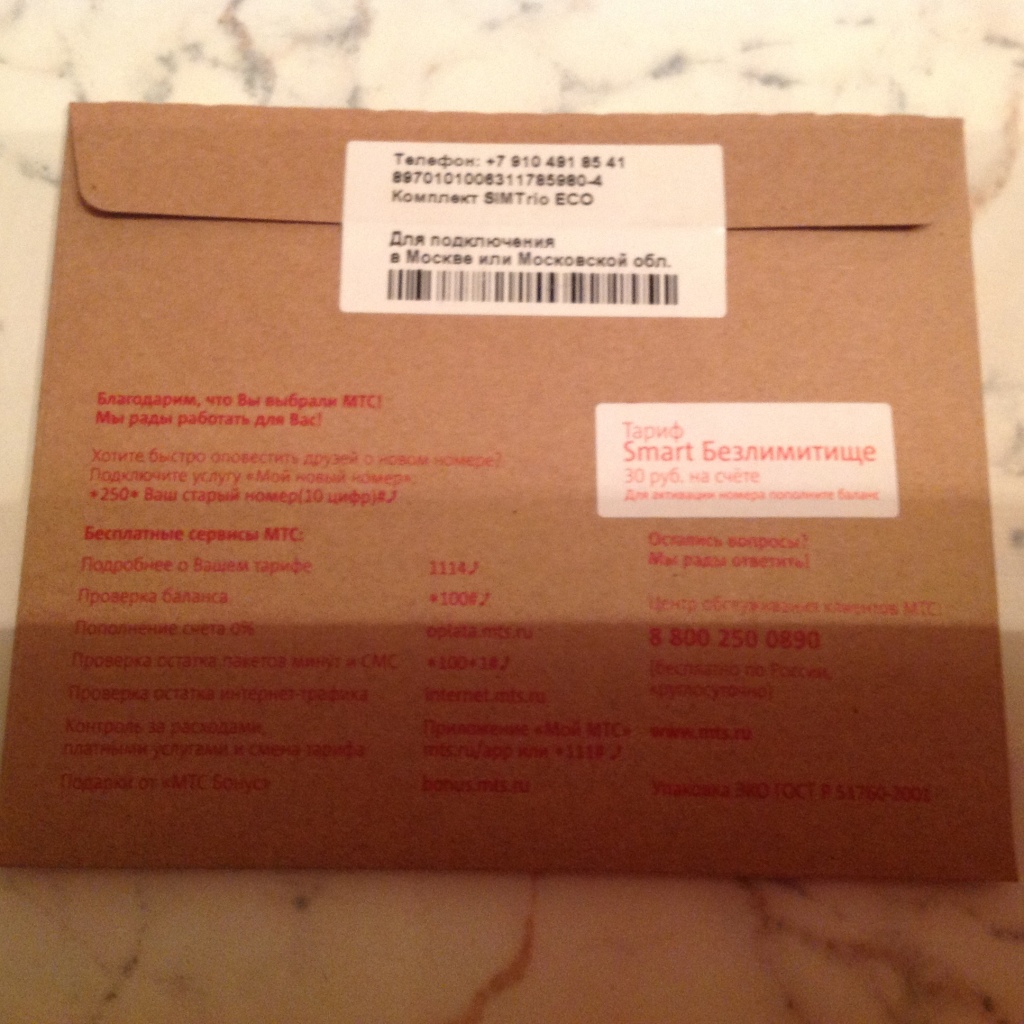 Телефон: +7 910 491 85 41
8970101006311785980-4
Комплект SIMTrio ECO
Для подключения
в Москве или Московской обл.
Благодарим, что Вы выбрали МТС!
Мы рады работать для Вас!
Хотите быстро оповестить друзей о новом номере?
Подключите услугу «Мой новый номер»:
*250* Ваш старый номер(10 цифр)#
Тариф
Smart Безлимитище
30 руб. на счёте
Для активации номера пополните баланс
Бесплатные сервисы МТС:
Подробнее о Вашем тарифе 1114
Проверка баланса *100#
Пополнение счета 0% oplata.mts.ru
Проверка остатка пакетов минут и СМС *100*1#
Проверка остатка интернет-трафика internet.mts.ru
Контроль за расходами, Приложение «Мой МТС»
платными услугами и смена тарифа mts.ru/app или *111#
Подарки от «МТС Бонус» bonus.mts.ru
Остались вопросы?
Мы рады ответить!
Центр обслуживания клиентов МТС:
8 800 250 0890
(бесплатно по России,
круглосуточно)
www.mts.ru
Упаковка ЭКО ГОСТ Р 51760-2001